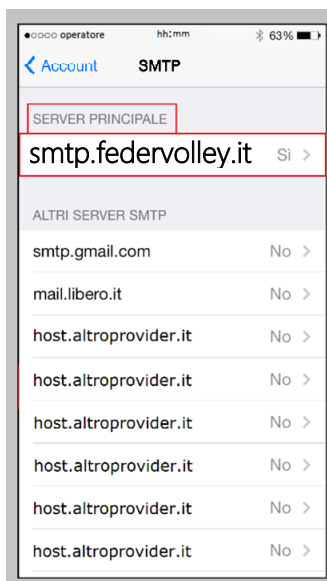 operatore hh:mm 63%
Account SMTP
SERVER PRINCIPALE
smtp.federvolley.it Sì
ALTRI SERVER SMTP
smtp.gmail.com No
mail.libero.it No
host.altroprovider.it No
host.altroprovider.it No
host.altroprovider.it No
host.altroprovider.it No
host.altroprovider.it No
host.altroprovider.it No